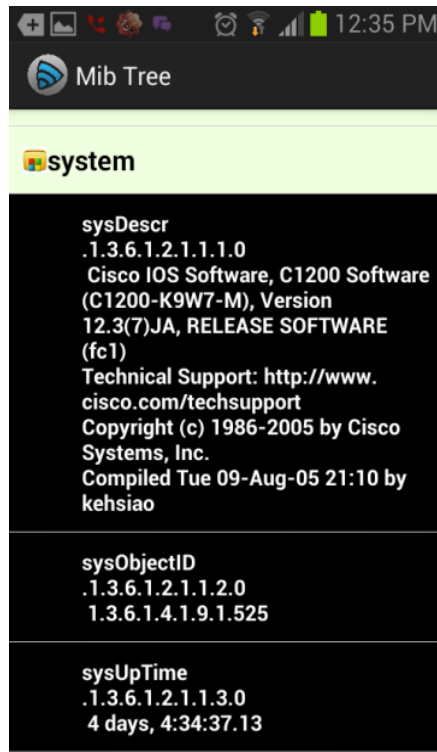 12:35 PM
Mib Tree
system
sysDescr
.1.3.6.1.2.1.1.1.0
Cisco IOS Software, C1200 Software
(C1200-K9W7-M), Version
12.3(7)JA, RELEASE SOFTWARE
(fc1)
Technical Support: http://www.
cisco.com/techsupport
Copyright (c) 1986-2005 by Cisco
Systems, Inc.
Compiled Tue 09-Aug-05 21:10 by
kehsiao
sysObjectID
.1.3.6.1.2.1.1.2.0
1.3.6.1.4.1.9.1.525
sysUpTime
.1.3.6.1.2.1.1.3.0
4 days, 4:34:37.13